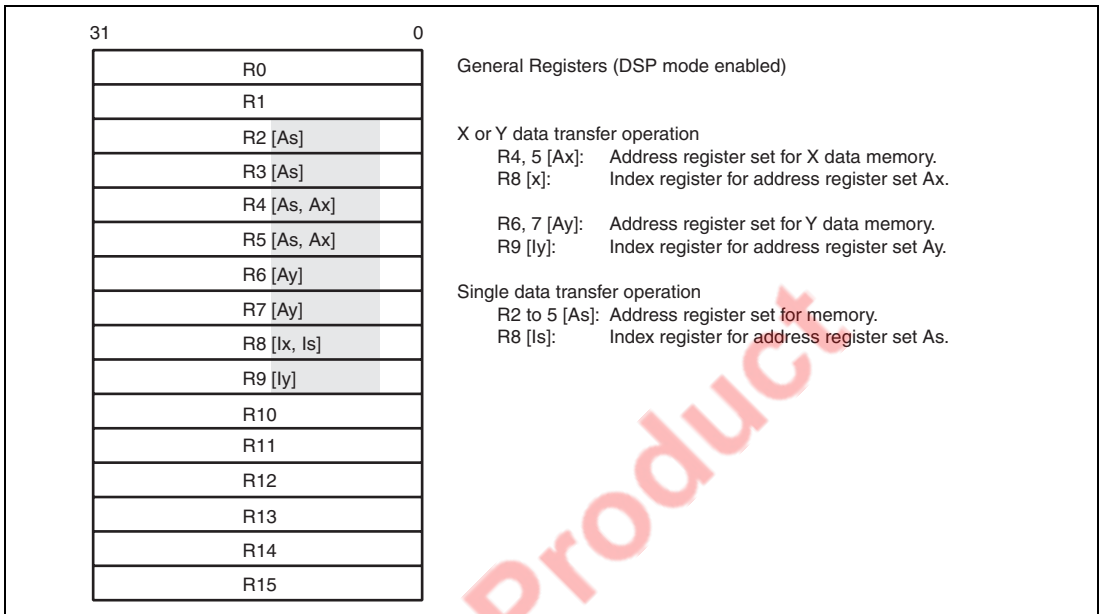 31 0
R0
R1
R2 [As]
R3 [As]
R4 [As, Ax]
R5 [As, Ax]
R6 [Ay]
R7 [Ay]
R8 [Ix, Is]
R9 [Iy]
R10
R11
R12
R13
R14
R15
General Registers (DSP mode enabled)
X or Y data transfer operation
R4, 5 [Ax]: Address register set for X data memory.
R8 [x]: Index register for address register set Ax.
R6, 7 [Ay]: Address register set for Y data memory.
R9 [Iy]: Index register for address register set Ay.
Single data transfer operation
R2 to 5 [As]: Address register set for memory.
R8 [Is]: Index register for address register set As.
Product